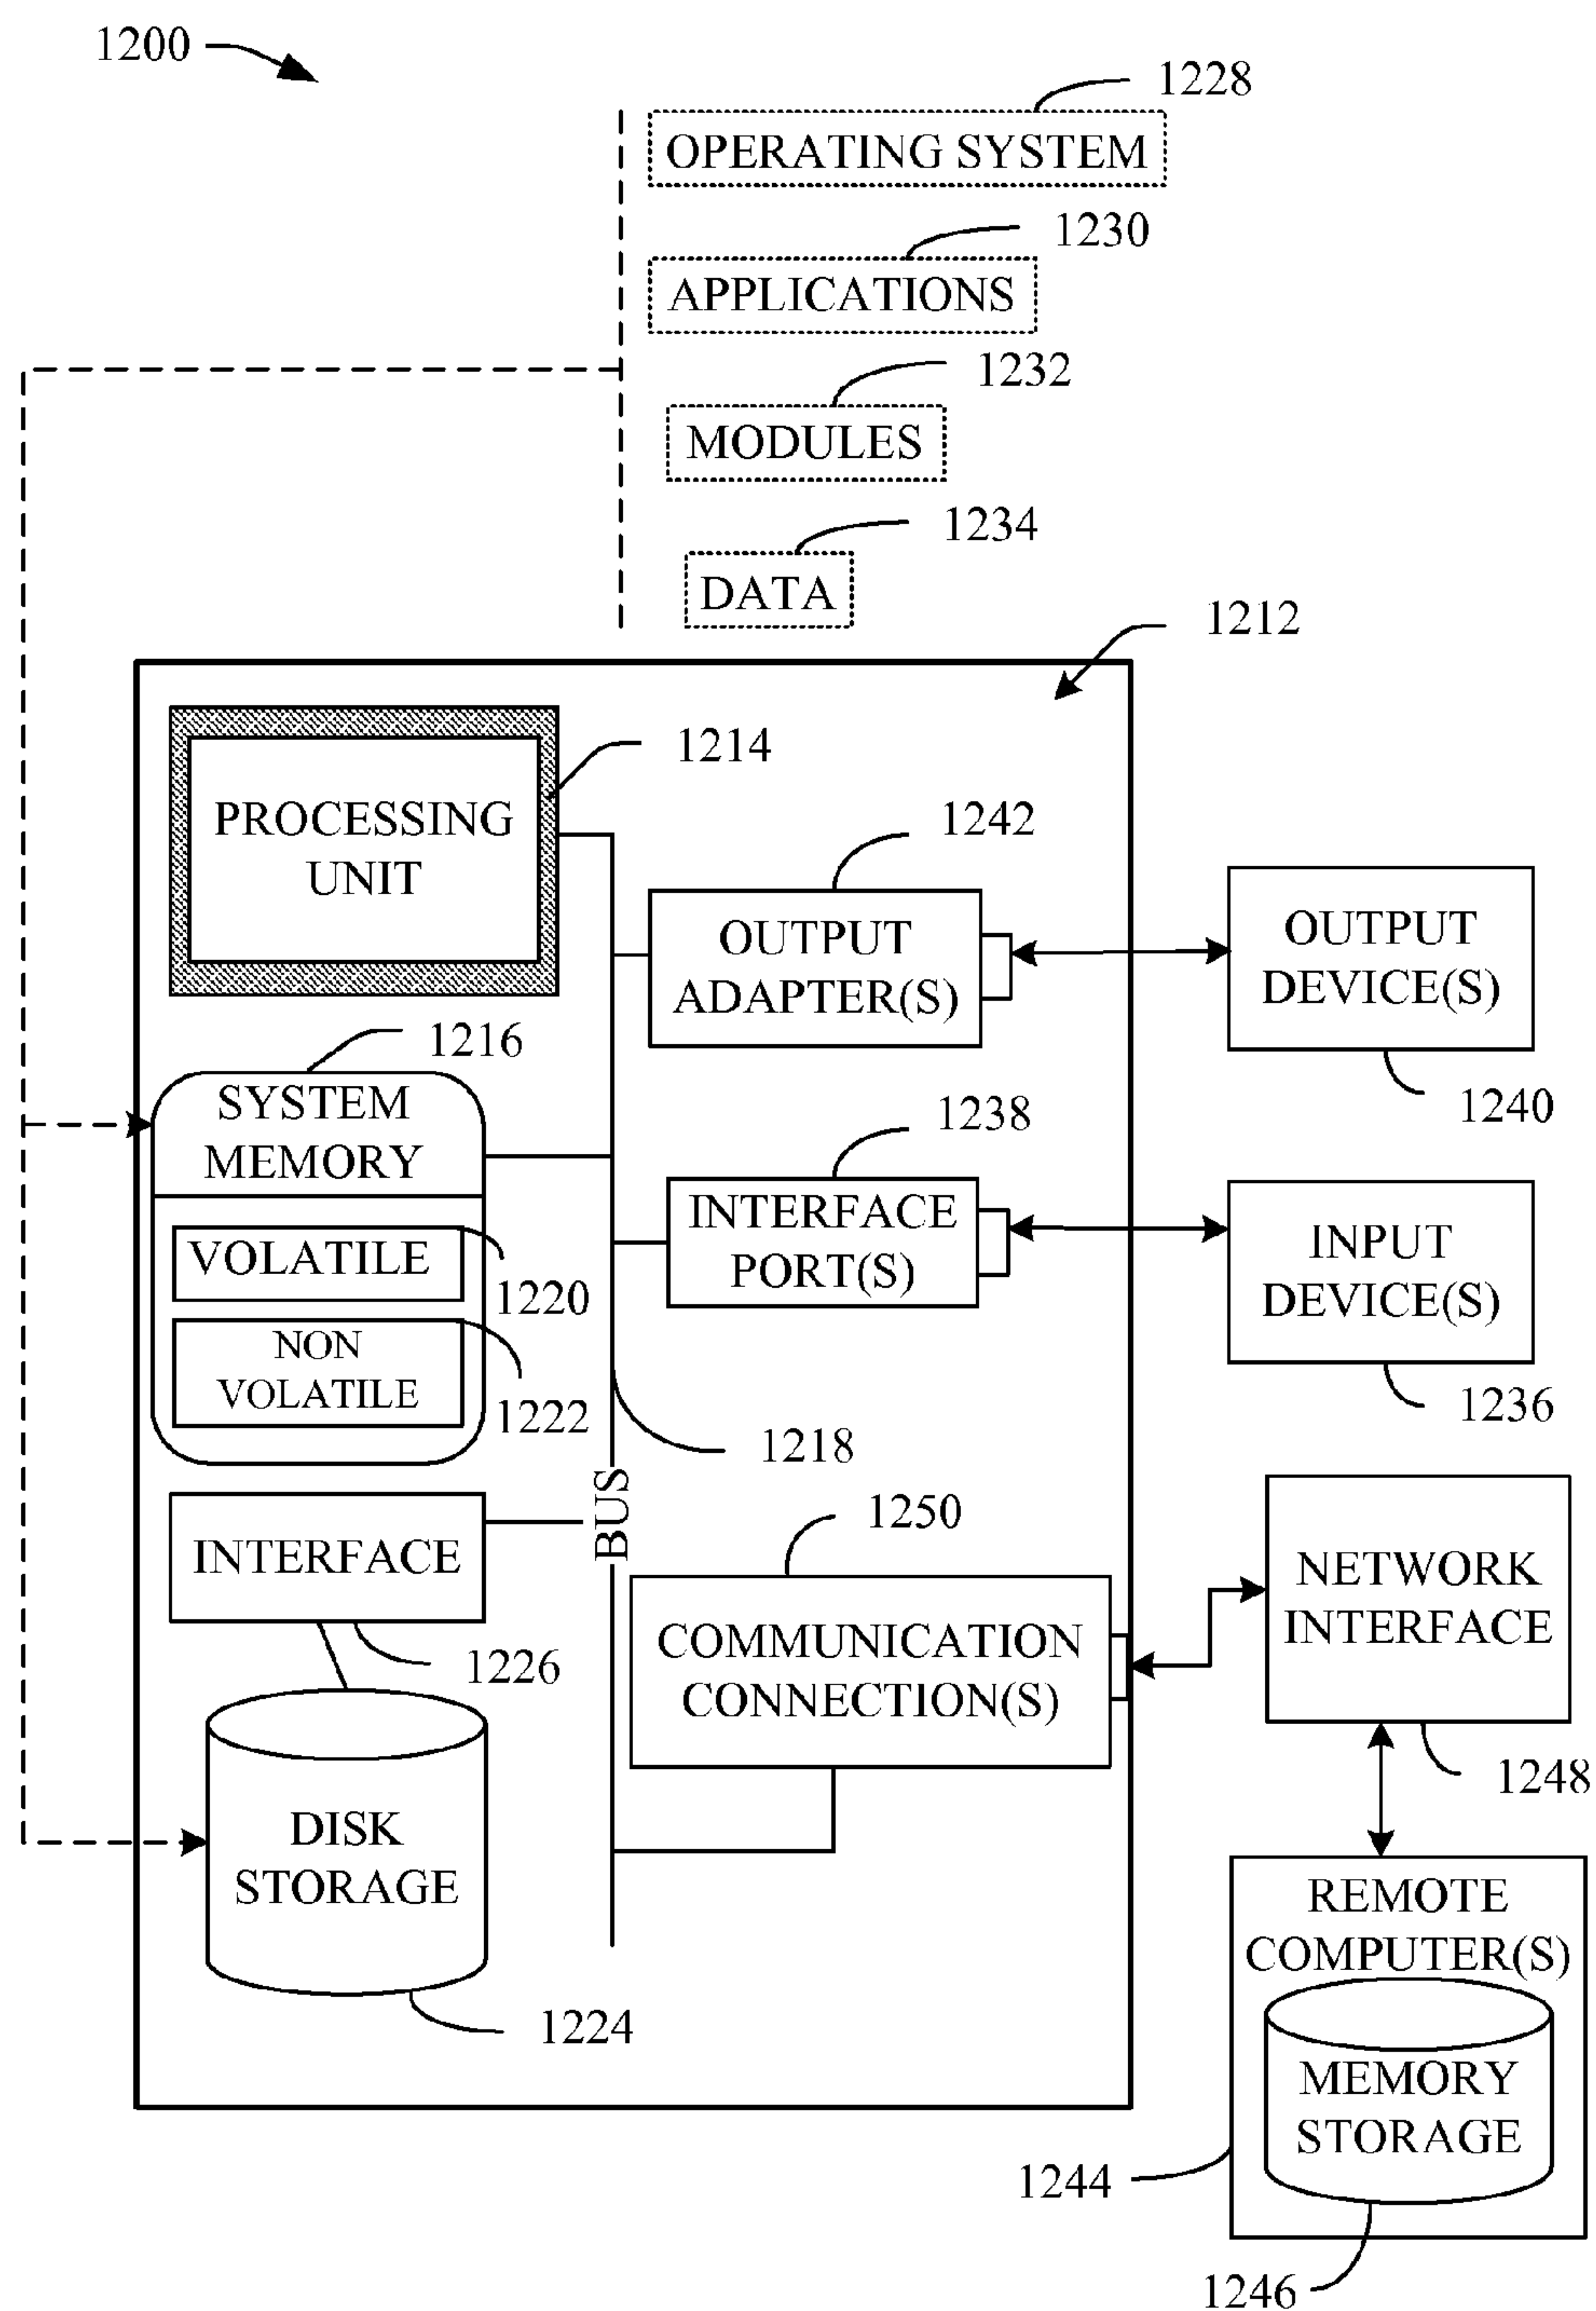 1200
1228
OPERATING SYSTEM
1230
APPLICATIONS
1232
MODULES
1234
DATA
1212
1214
PROCESSING
UNIT
1242
OUTPUT
ADAPTER(S)
OUTPUT
DEVICE(S)
1240
1216
SYSTEM
MEMORY
1238
INTERFACE
PORT(S)
INPUT
DEVICE(S)
1236
VOLATILE
1220
NON
VOLATILE
1222
1218
BUS
INTERFACE
1226
1250
COMMUNICATION
CONNECTION(S)
NETWORK
INTERFACE
1248
DISK
STORAGE
1224
REMOTE
COMPUTER(S)
MEMORY
STORAGE
1244
1246